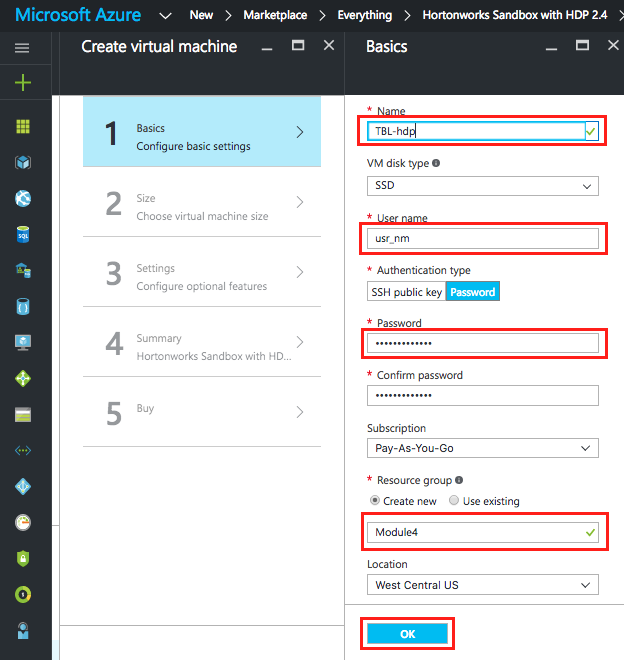 Microsoft Azure New Marketplace Everything Hortonworks Sandbox with HDP 2.4
Create virtual machine
1 Basics
Configure basic settings
2 Size
Choose virtual machine size
3 Settings
Configure optional features
4 Summary
Hortonworks Sandbox with HD...
5 Buy
Basics
* Name
TBL-hdp
VM disk type
SSD
* User name
usr_nm
* Authentication type
SSH public key Password
* Password
•••••••••••••
* Confirm password
•••••••••••••
Subscription
Pay-As-You-Go
* Resource group
Create new Use existing
Module4
Location
West Central US
OK
SQL